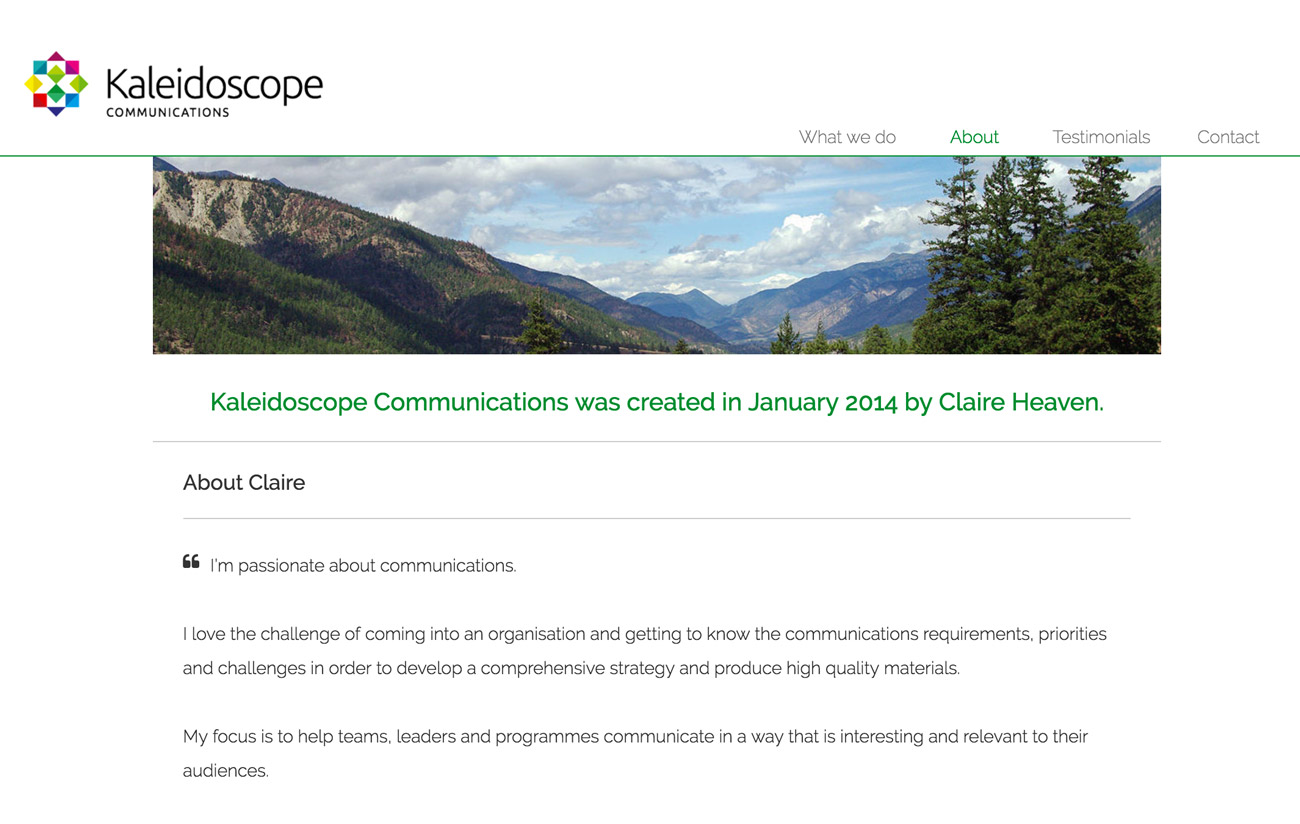 Kaleidoscope
COMMUNICATIONS
What we do About Testimonials Contact
Kaleidoscope Communications was created in January 2014 by Claire Heaven.
About Claire
“ I'm passionate about communications.
I love the challenge of coming into an organisation and getting to know the communications requirements, priorities
and challenges in order to develop a comprehensive strategy and produce high quality materials.
My focus is to help teams, leaders and programmes communicate in a way that is interesting and relevant to their
audiences.